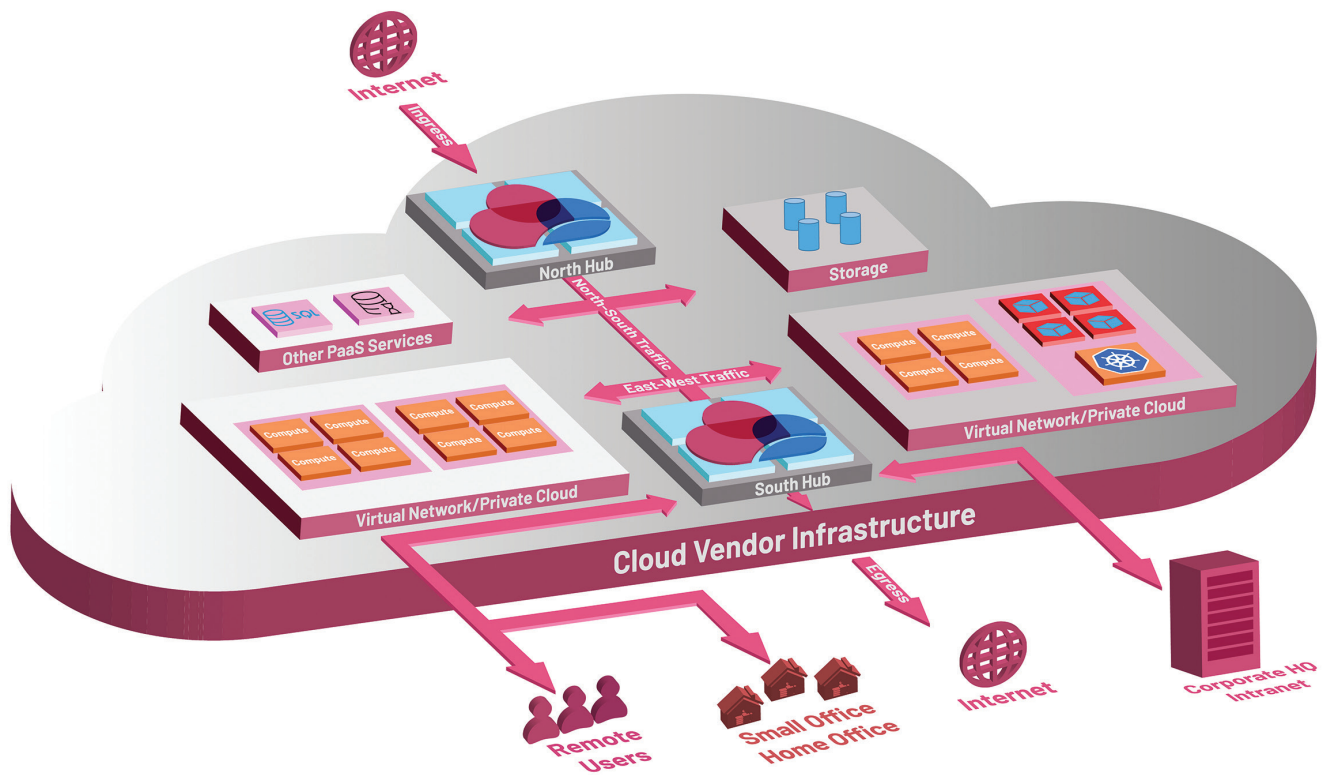 Internet
Ingress
North Hub
Storage
North-South Traffic
SQL
Other PaaS Services
East-West Traffic
Compute
Compute
Compute
Compute
Virtual Network/Private Cloud
Compute
Compute
Compute
Compute
Compute
Compute
Compute
Compute
Virtual Network/Private Cloud
South Hub
Cloud Vendor Infrastructure
Egress
Internet
Corporate HQ
Intranet
Small Office
Home Office
Remote
Users